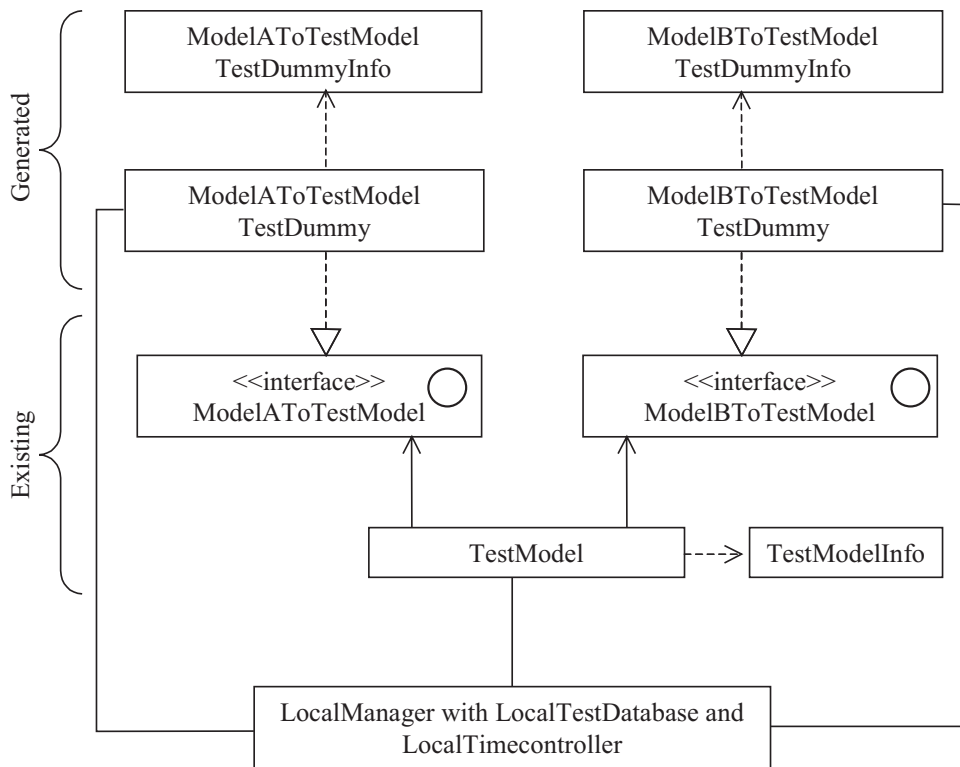 Generated
ModelAToTestModel
TestDummyInfo
ModelBToTestModel
TestDummyInfo
ModelAToTestModel
TestDummy
ModelBToTestModel
TestDummy
Existing
<<interface>>
ModelAToTestModel
<<interface>>
ModelBToTestModel
TestModel
TestModelInfo
LocalManager with LocalTestDatabase and
LocalTimecontroller